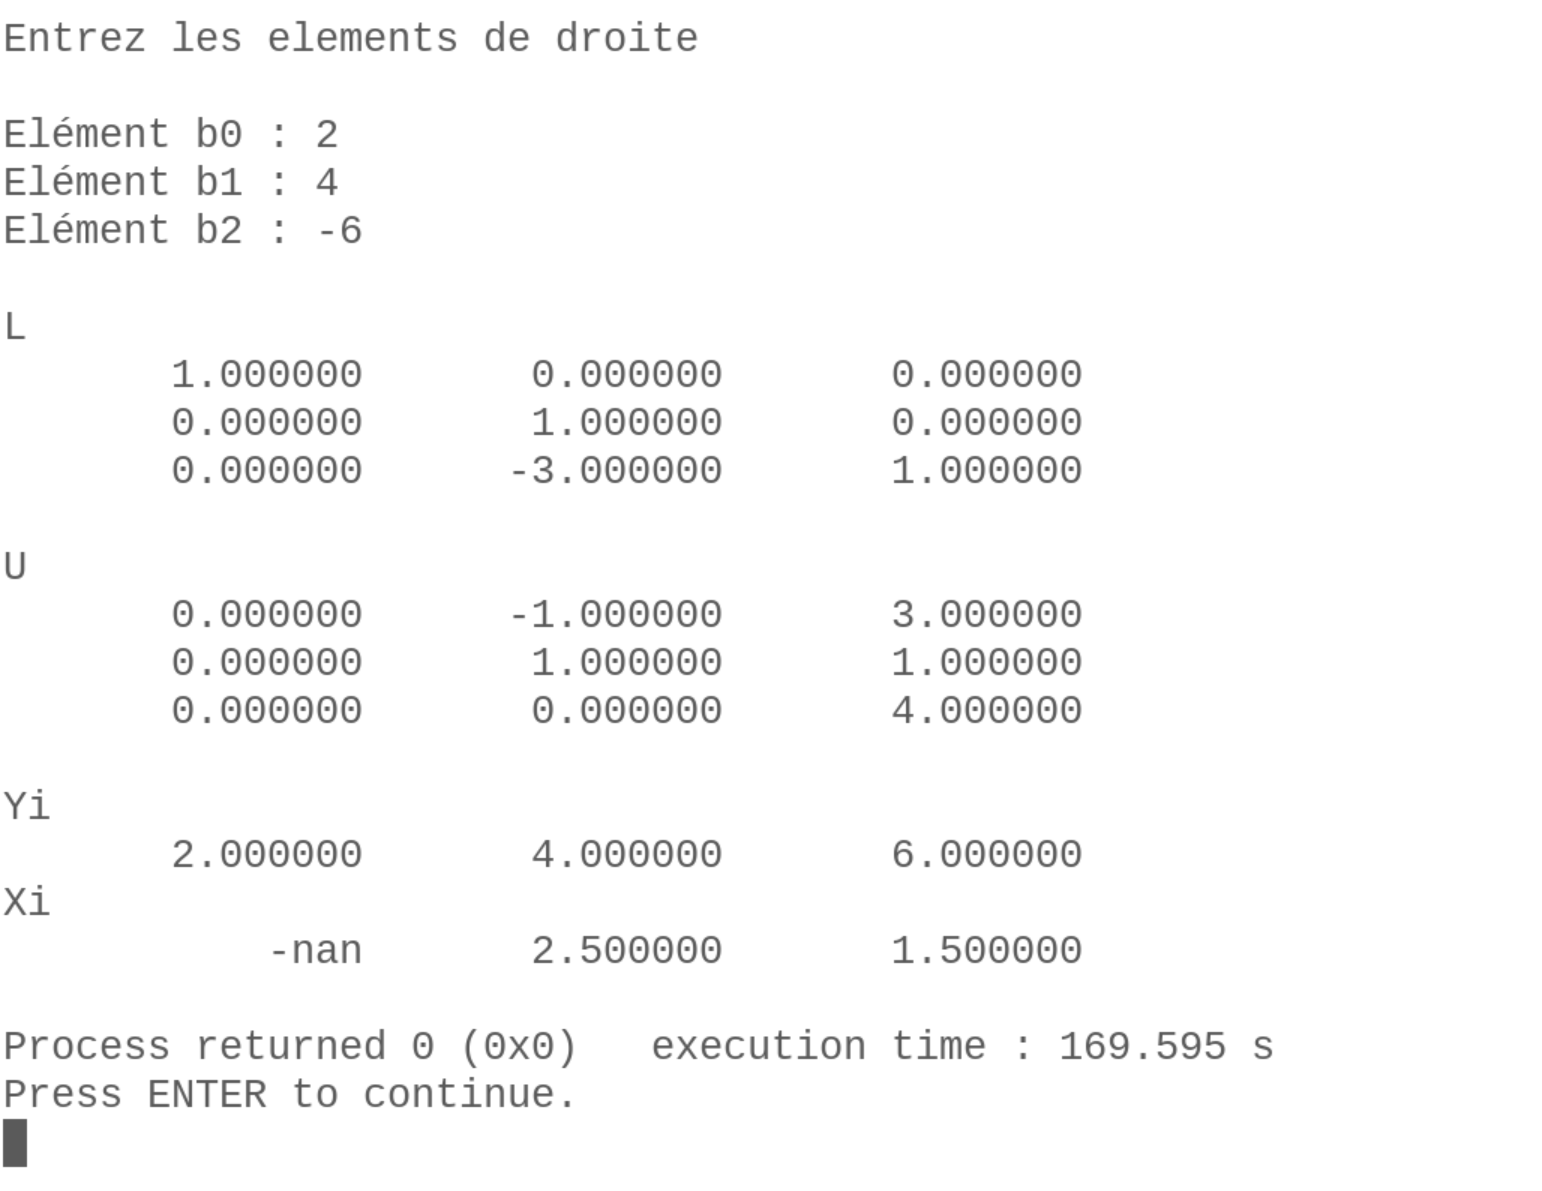 Entrez les elements de droite
Elément b0 : 2
Elément b1 : 4
Elément b2 : -6
L
1.000000 0.000000 0.000000
0.000000 1.000000 0.000000
0.000000 -3.000000 1.000000
U
0.000000 -1.000000 3.000000
0.000000 1.000000 1.000000
0.000000 0.000000 4.000000
Yi
2.000000 4.000000 6.000000
Xi
-nan 2.500000 1.500000
Process returned 0 (0x0) execution time : 169.595 s
Press ENTER to continue.